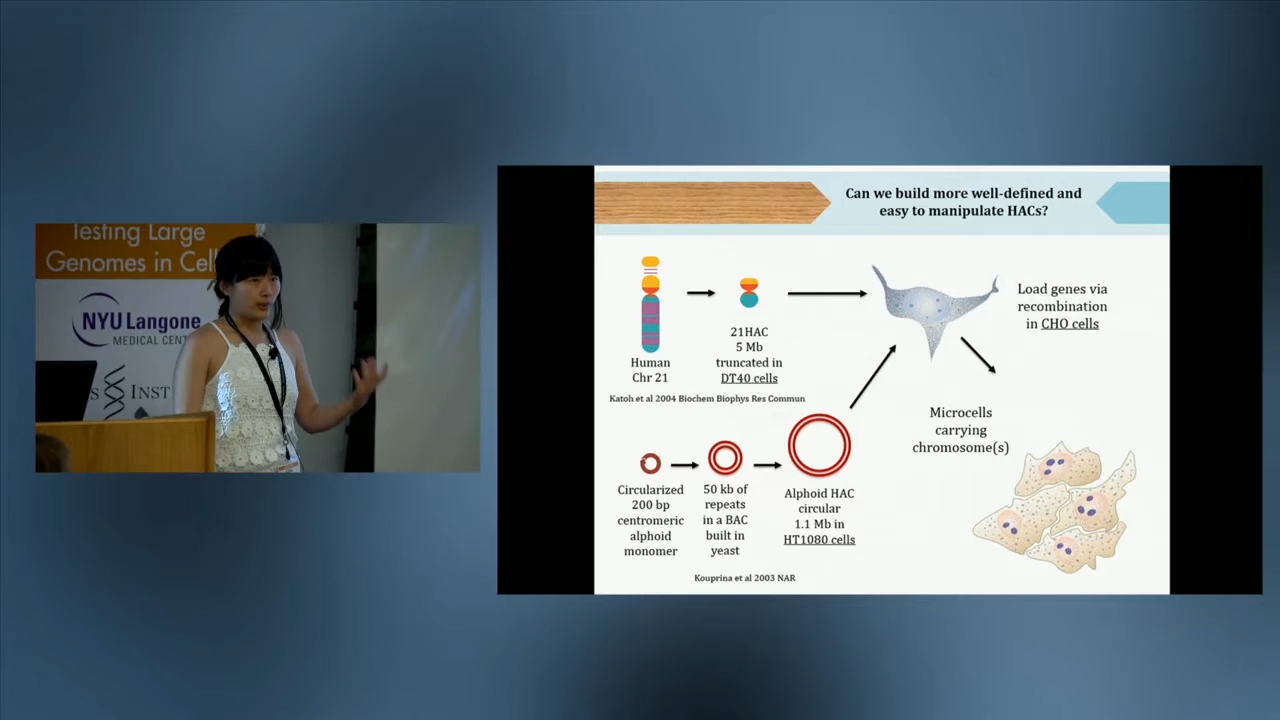 Testing Large
Genomes in Cel
NYU Langone
MEDICAL CENT
INST
Can we build more well-defined and
easy to manipulate HACs?
Human
Chr 21
21HAC
5 Mb
truncated in
DT40 cells
Katoh et al 2004 Biochem Biophys Res Commun
Load genes via
recombination
in CHO cells
Microcells
carrying
chromosome(s)
Circularized
200 bp
centromeric
alphoid
monomer
50 kb of
repeats
in a BAC
built in
yeast
Alphoid HAC
circular
1.1 Mb in
HT1080 cells
Kouprina et al 2003 NAR